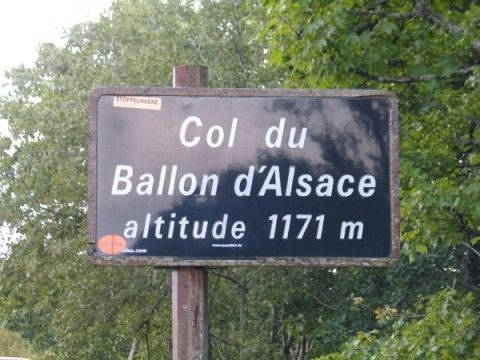 STOPPELHAENE
Col du
Ballon d'Alsace
altitude 1171 m